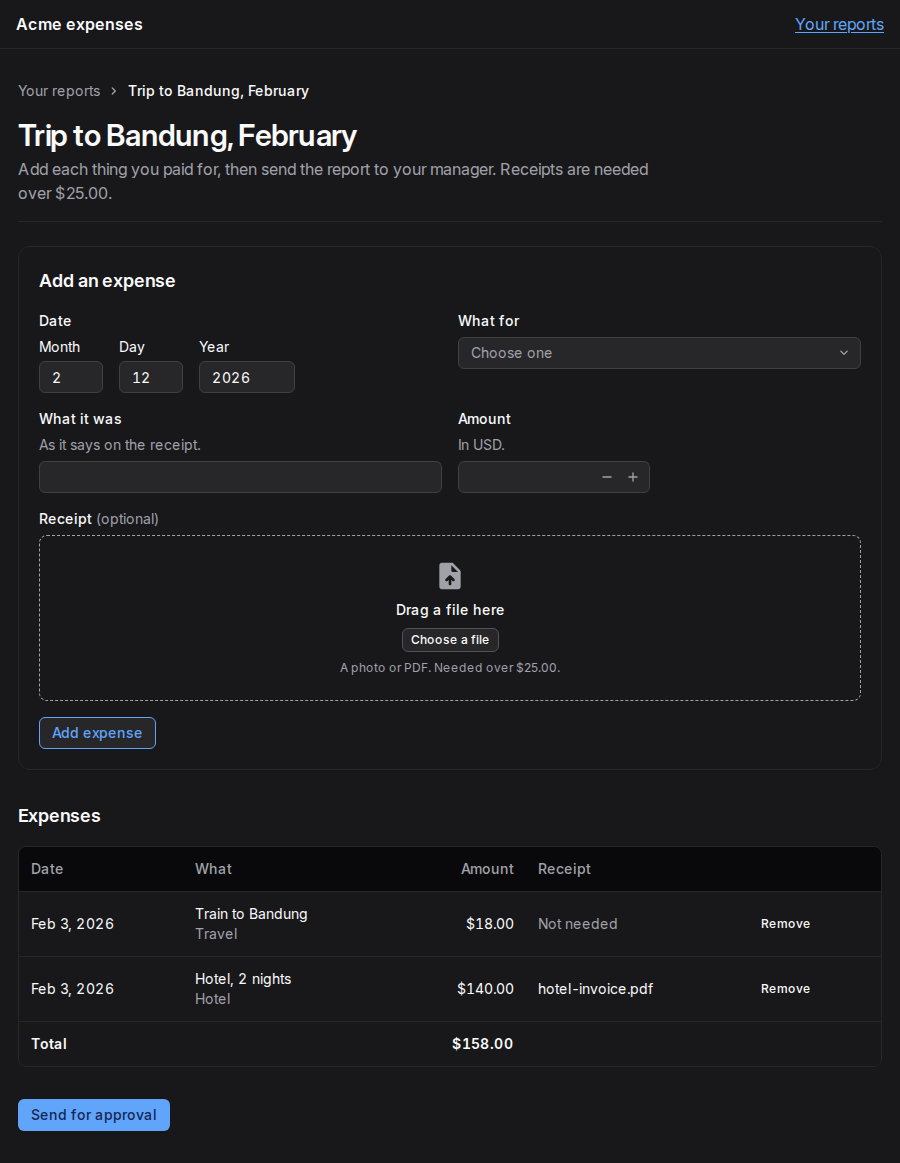 Acme expenses
Your reports
Your reports
Trip to Bandung, February
Trip to Bandung, February
Add each thing you paid for, then send the report to your manager. Receipts are needed
over $25.00.
Add an expense
Date
What for
Month
Day
Year
Choose one
2
12
2026
What it was
Amount
As it says on the receipt.
In USD.
Receipt (optional)
Drag a file here
Choose a file
A photo or PDF. Needed over $25.00.
Add expense
Expenses
Date
What
Amount
Receipt
Feb 3, 2026
Train to Bandung
Travel
$18.00
Not needed
Remove
Feb 3, 2026
Hotel, 2 nights
Hotel
$140.00
hotel-invoice.pdf
Remove
Total
$158.00
Send for approval